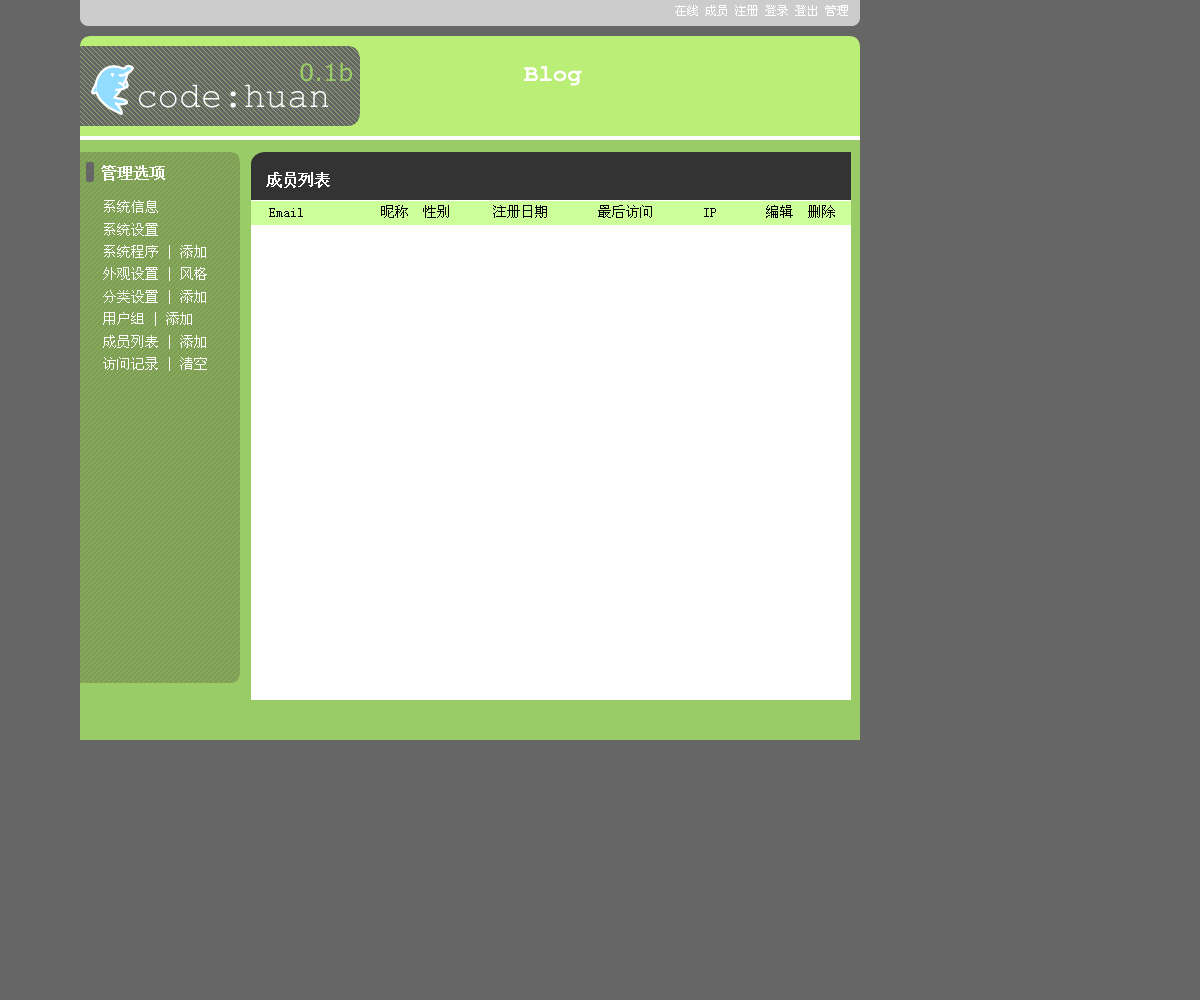 在线 成员 注册 登录 登出 管理
0.1b
code:huan
Blog
管理选项
系统信息
系统设置
系统程序 | 添加
外观设置 | 风格
分类设置 | 添加
用户组 | 添加
成员列表 | 添加
访问记录 | 清空
成员列表
Email 昵称 性别 注册日期 最后访问 IP 编辑 删除